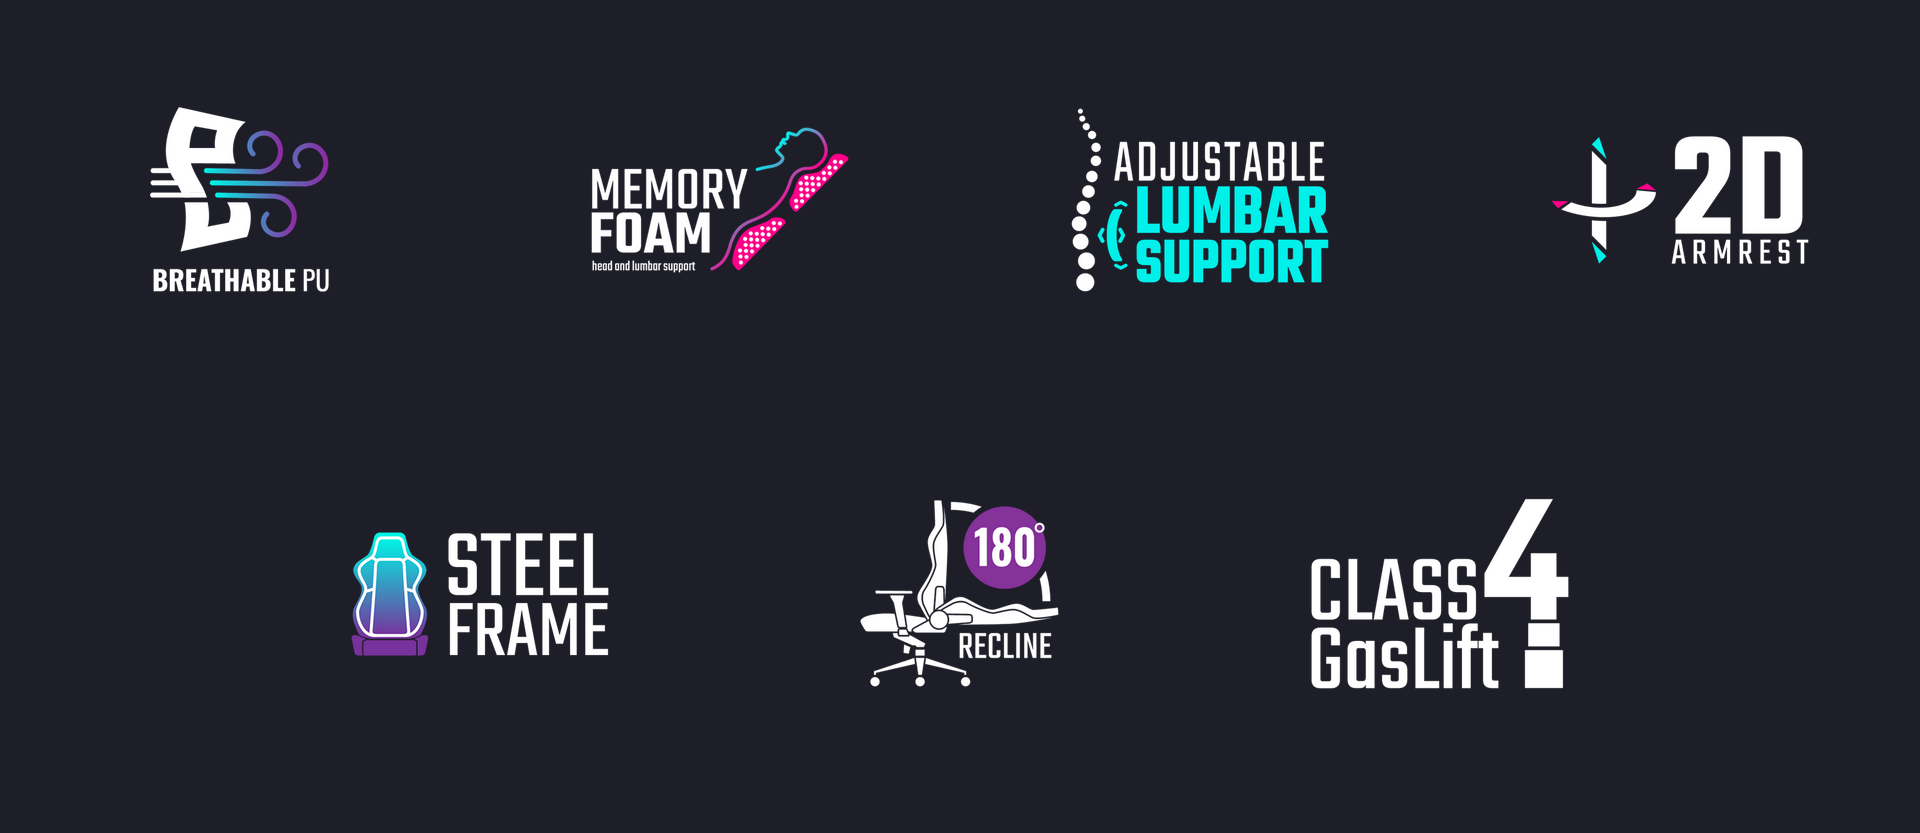 BREATHABLE PU
MEMORY
FOAM
head and lumbar support
ADJUSTABLE
LUMBAR
SUPPORT
2D
ARMREST
STEEL
FRAME
180°
RECLINE
CLASS 4
GasLift